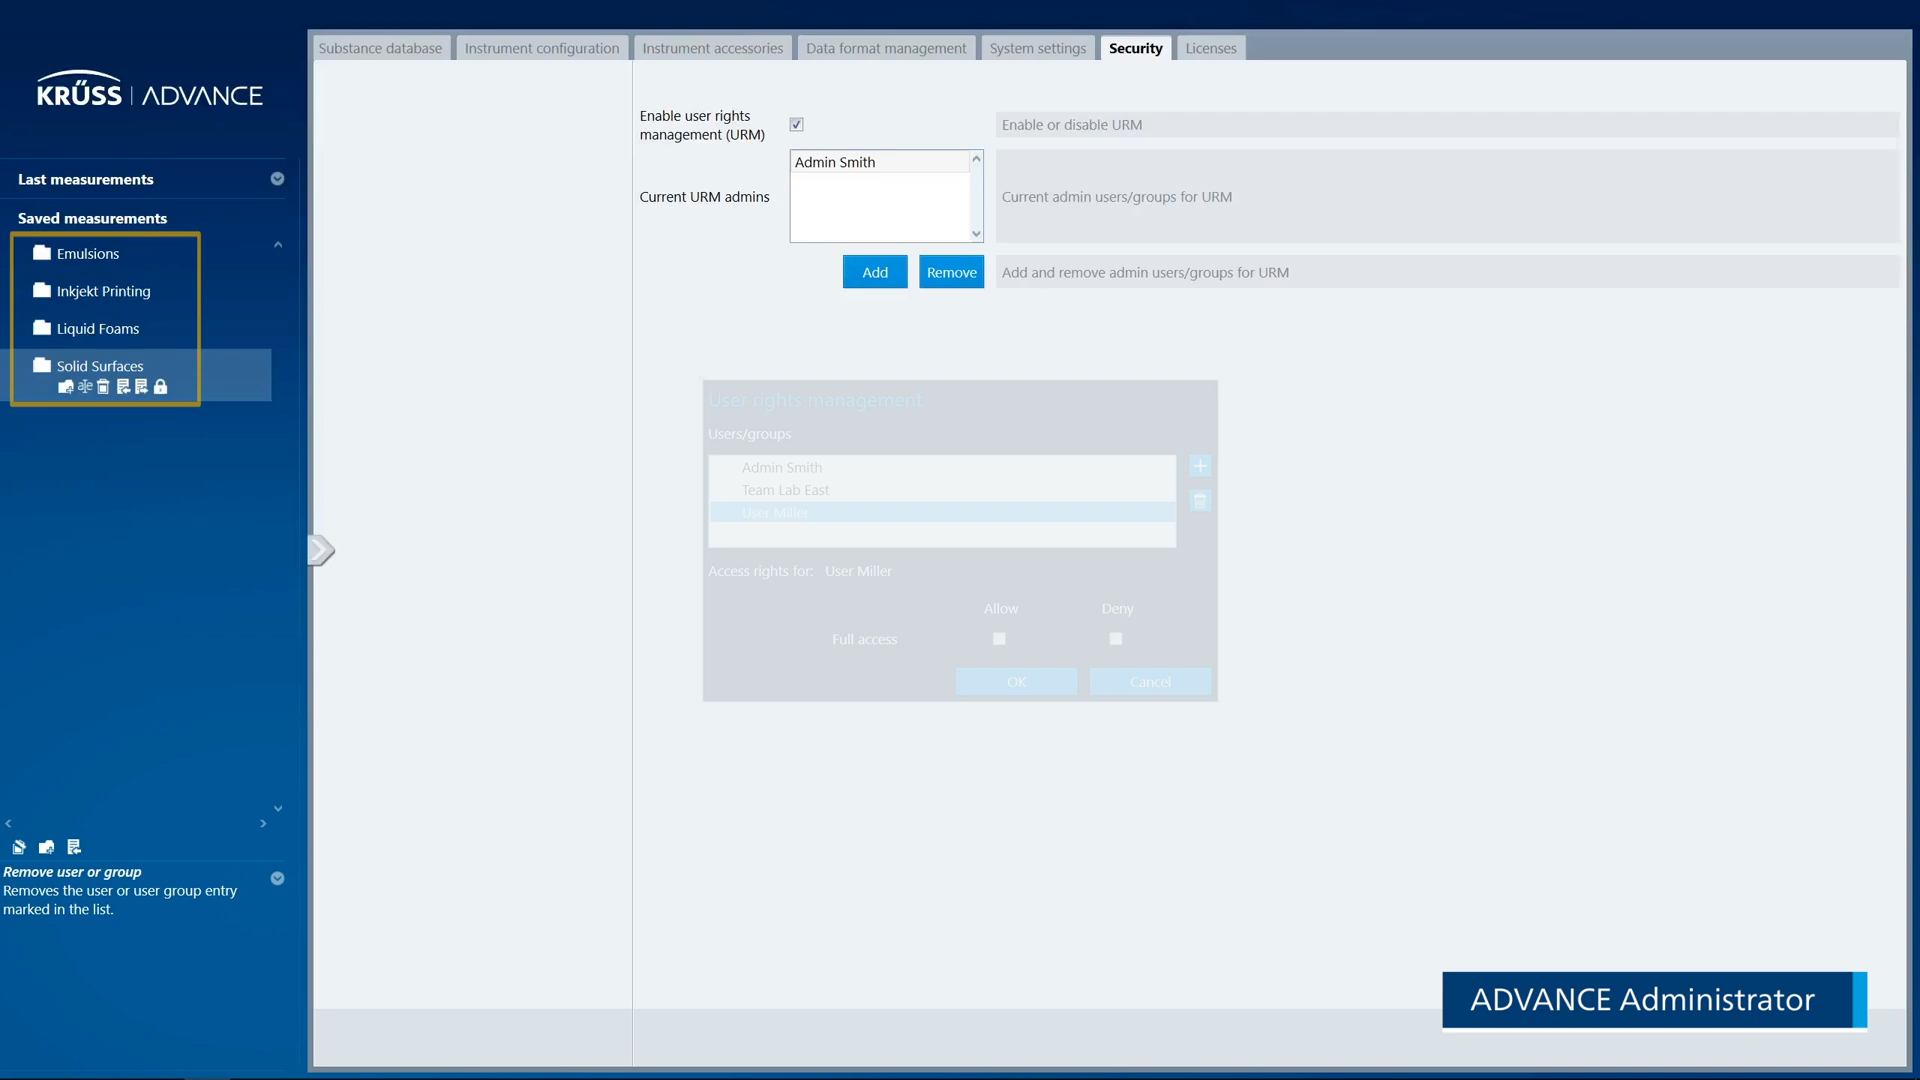 KRÜSS | ADVANCE
Substance database
Instrument configuration
Instrument accessories
Data format management
System settings
Security
Licenses
Last measurements
Saved measurements
Emulsions
Inkjekt Printing
Liquid Foams
Solid Surfaces
Enable user rights
management (URM)
Enable or disable URM
Current URM admins
Admin Smith
Current admin users/groups for URM
Add
Remove
Add and remove admin users/groups for URM
User rights management
Users/groups
Admin Smith
Team Lab East
User Miller
Access rights for: User Miller
Allow
Deny
Full access
OK
Cancel
Remove user or group
Removes the user or user group entry
marked in the list.
ADVANCE Administrator